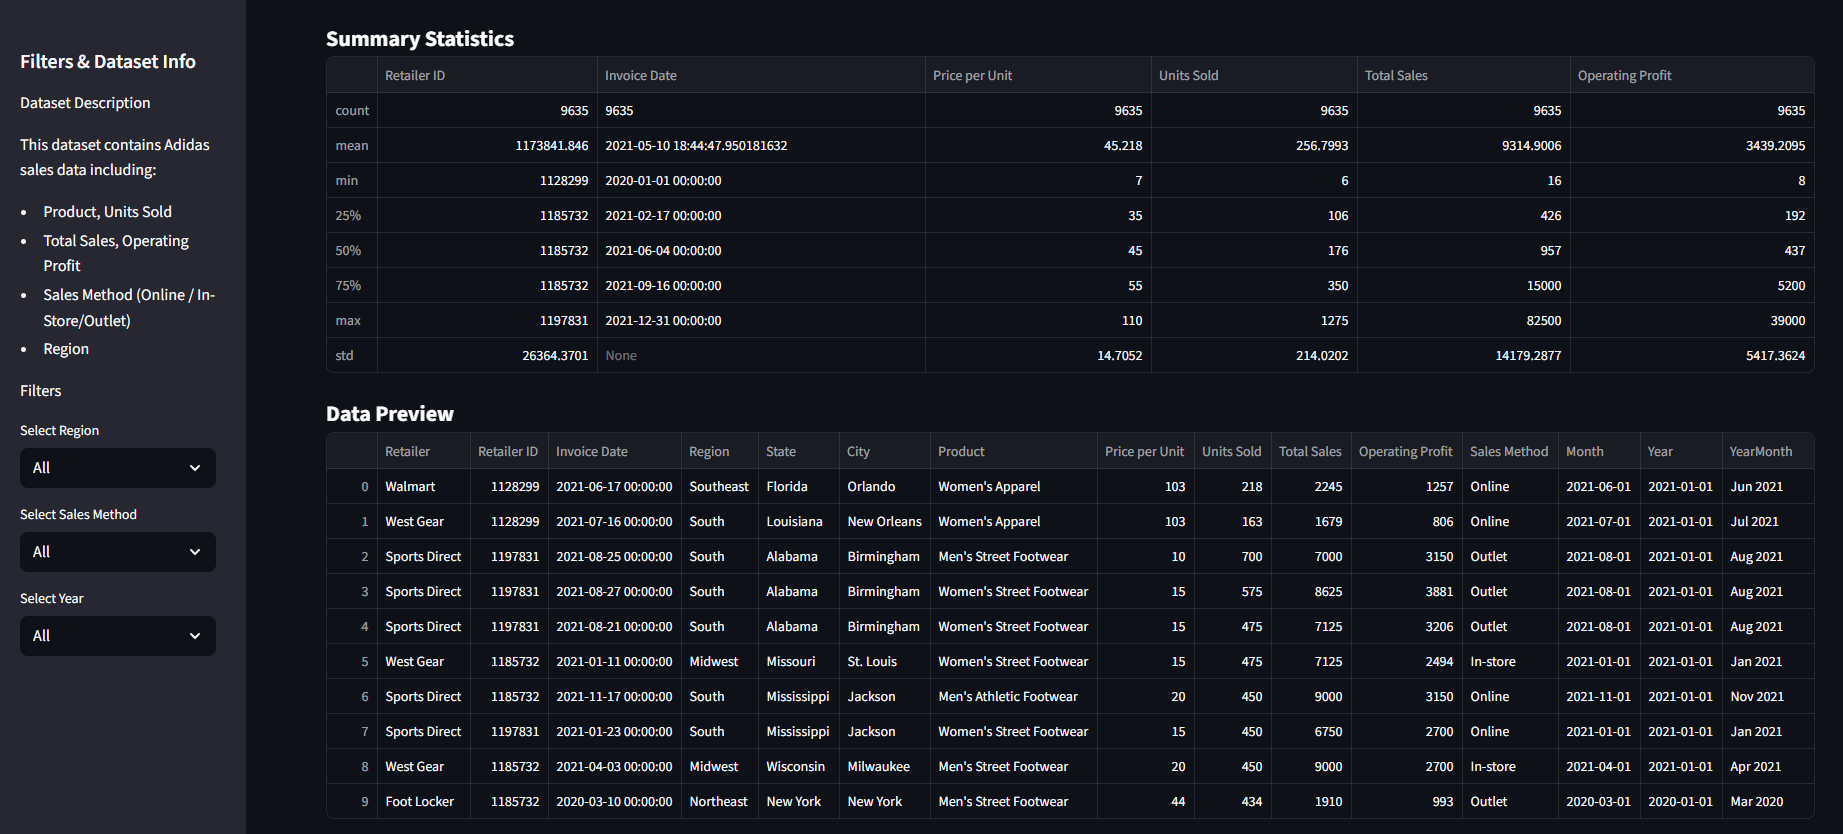 Filters & Dataset Info
Dataset Description
This dataset contains Adidas
sales data including:
• Product, Units Sold
• Total Sales, Operating
Profit
• Sales Method (Online / In-
Store/Outlet)
• Region
Filters
Select Region
All
Select Sales Method
All
Select Year
All
Summary Statistics
Retailer ID Invoice Date Price per Unit Units Sold Total Sales Operating Profit
count 9635 9635 9635 9635 9635 9635
mean 1173841.846 2021-05-10 18:44:47.950181632 45.218 256.7993 9314.9006 3439.2095
min 1128299 2020-01-01 00:00:00 7 6 16 8
25% 1185732 2021-02-17 00:00:00 35 106 426 192
50% 1185732 2021-06-04 00:00:00 45 176 957 437
75% 1185732 2021-09-16 00:00:00 55 350 15000 5200
max 1197831 2021-12-31 00:00:00 110 1275 82500 39000
std 26364.3701 None 14.7052 214.0202 14179.2877 5417.3624
Data Preview
Retailer Retailer ID Invoice Date Region State City Product Price per Unit Units Sold Total Sales Operating Profit Sales Method Month Year YearMonth
0 Walmart 1128299 2021-06-17 00:00:00 Southeast Florida Orlando Women's Apparel 103 218 2245 1257 Online 2021-06-01 2021-01-01 Jun 2021
1 West Gear 1128299 2021-07-16 00:00:00 South Louisiana New Orleans Women's Apparel 103 163 1679 806 Online 2021-07-01 2021-01-01 Jul 2021
2 Sports Direct 1197831 2021-08-25 00:00:00 South Alabama Birmingham Men's Street Footwear 10 700 7000 3150 Outlet 2021-08-01 2021-01-01 Aug 2021
3 Sports Direct 1197831 2021-08-27 00:00:00 South Alabama Birmingham Women's Street Footwear 15 575 8625 3881 Outlet 2021-08-01 2021-01-01 Aug 2021
4 Sports Direct 1197831 2021-08-21 00:00:00 South Alabama Birmingham Women's Street Footwear 15 475 7125 3206 Outlet 2021-08-01 2021-01-01 Aug 2021
5 West Gear 1185732 2021-01-11 00:00:00 Midwest Missouri St. Louis Women's Street Footwear 15 475 7125 2494 In-store 2021-01-01 2021-01-01 Jan 2021
6 Sports Direct 1185732 2021-11-17 00:00:00 South Mississippi Jackson Men's Athletic Footwear 20 450 9000 3150 Online 2021-11-01 2021-01-01 Nov 2021
7 Sports Direct 1197831 2021-01-23 00:00:00 South Mississippi Jackson Women's Street Footwear 15 450 6750 2700 Online 2021-01-01 2021-01-01 Jan 2021
8 West Gear 1185732 2021-04-03 00:00:00 Midwest Wisconsin Milwaukee Men's Street Footwear 20 450 9000 2700 In-store 2021-04-01 2021-01-01 Apr 2021
9 Foot Locker 1185732 2020-03-10 00:00:00 Northeast New York New York Men's Street Footwear 44 434 1910 993 Outlet 2020-03-01 2020-01-01 Mar 2020